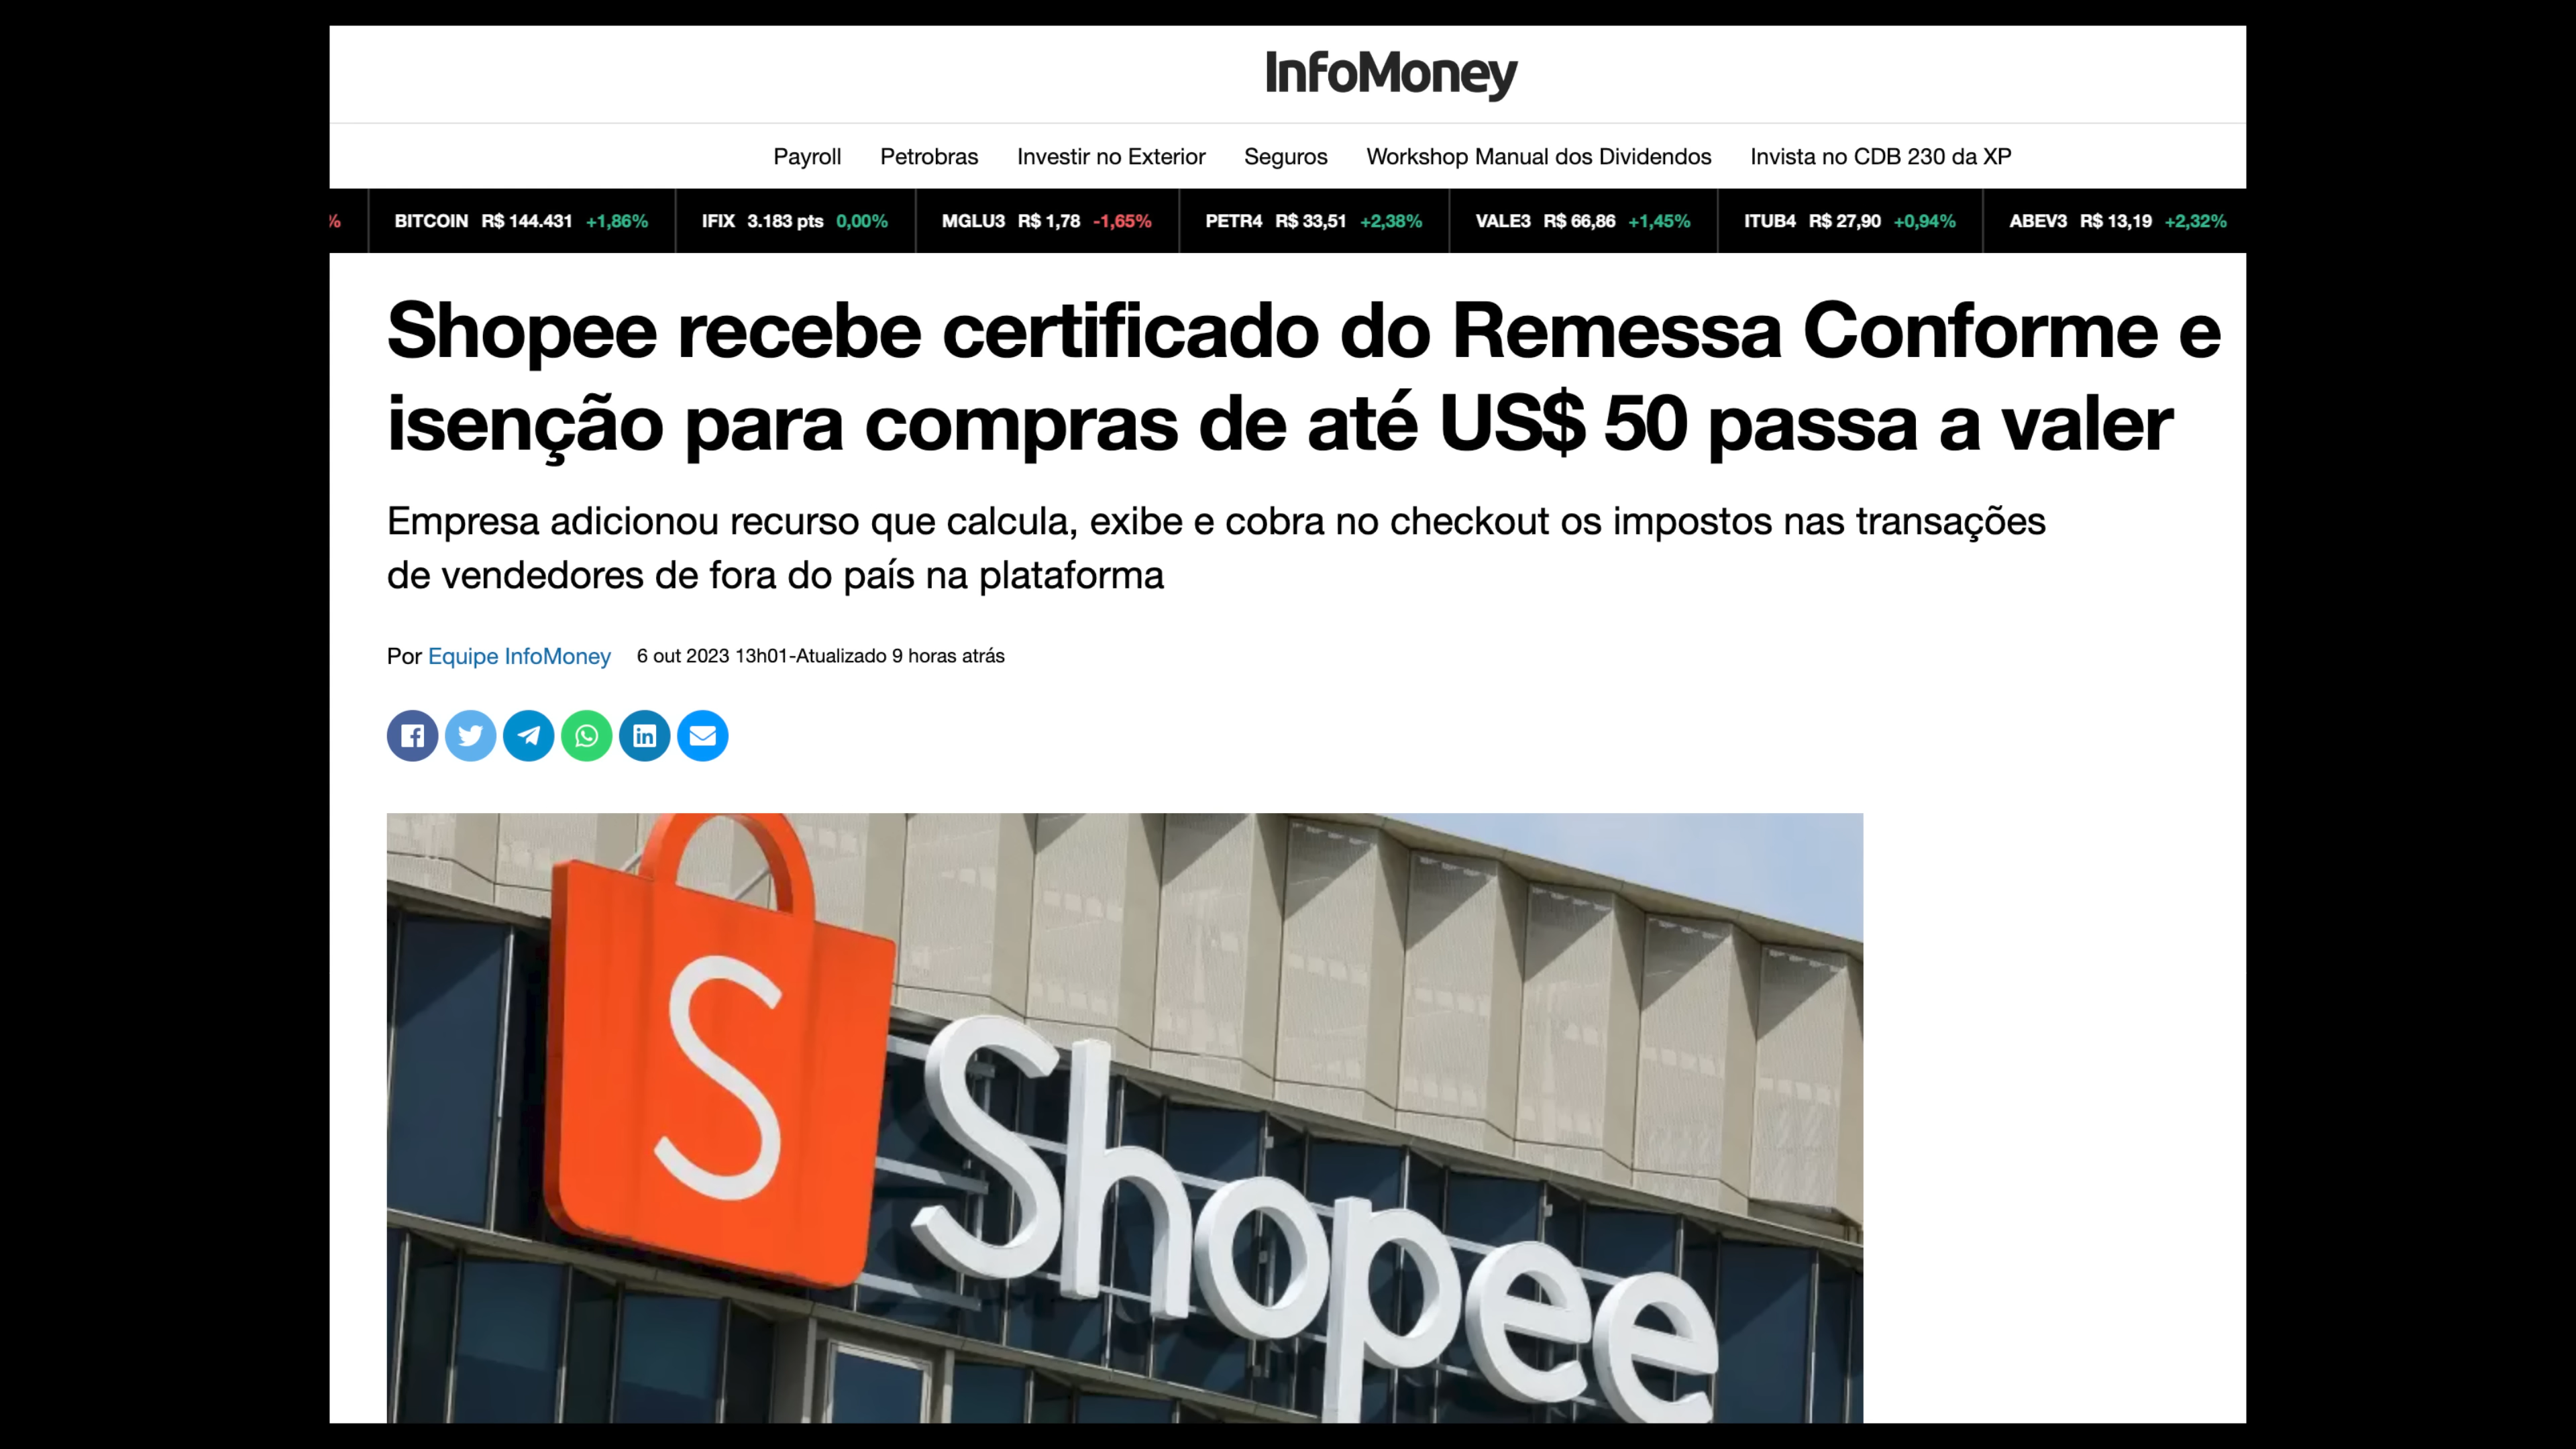 InfoMoney
Payroll Petrobras Investir no Exterior Seguros Workshop Manual dos Dividendos Invista no CDB 230 da XP
% BITCOIN R$ 144.431 +1,86% IFIX 3.183 pts 0,00% MGLU3 R$ 1,78 -1,65% PETR4 R$ 33,51 +2,38% VALE3 R$ 66,86 +1,45% ITUB4 R$ 27,90 +0,94% ABEV3 R$ 13,19 +2,32%
Shopee recebe certificado do Remessa Conforme e
isenção para compras de até US$ 50 passa a valer
Empresa adicionou recurso que calcula, exibe e cobra no checkout os impostos nas transações
de vendedores de fora do país na plataforma
Por Equipe InfoMoney 6 out 2023 13h01-Atualizado 9 horas atrás
S
Shopee